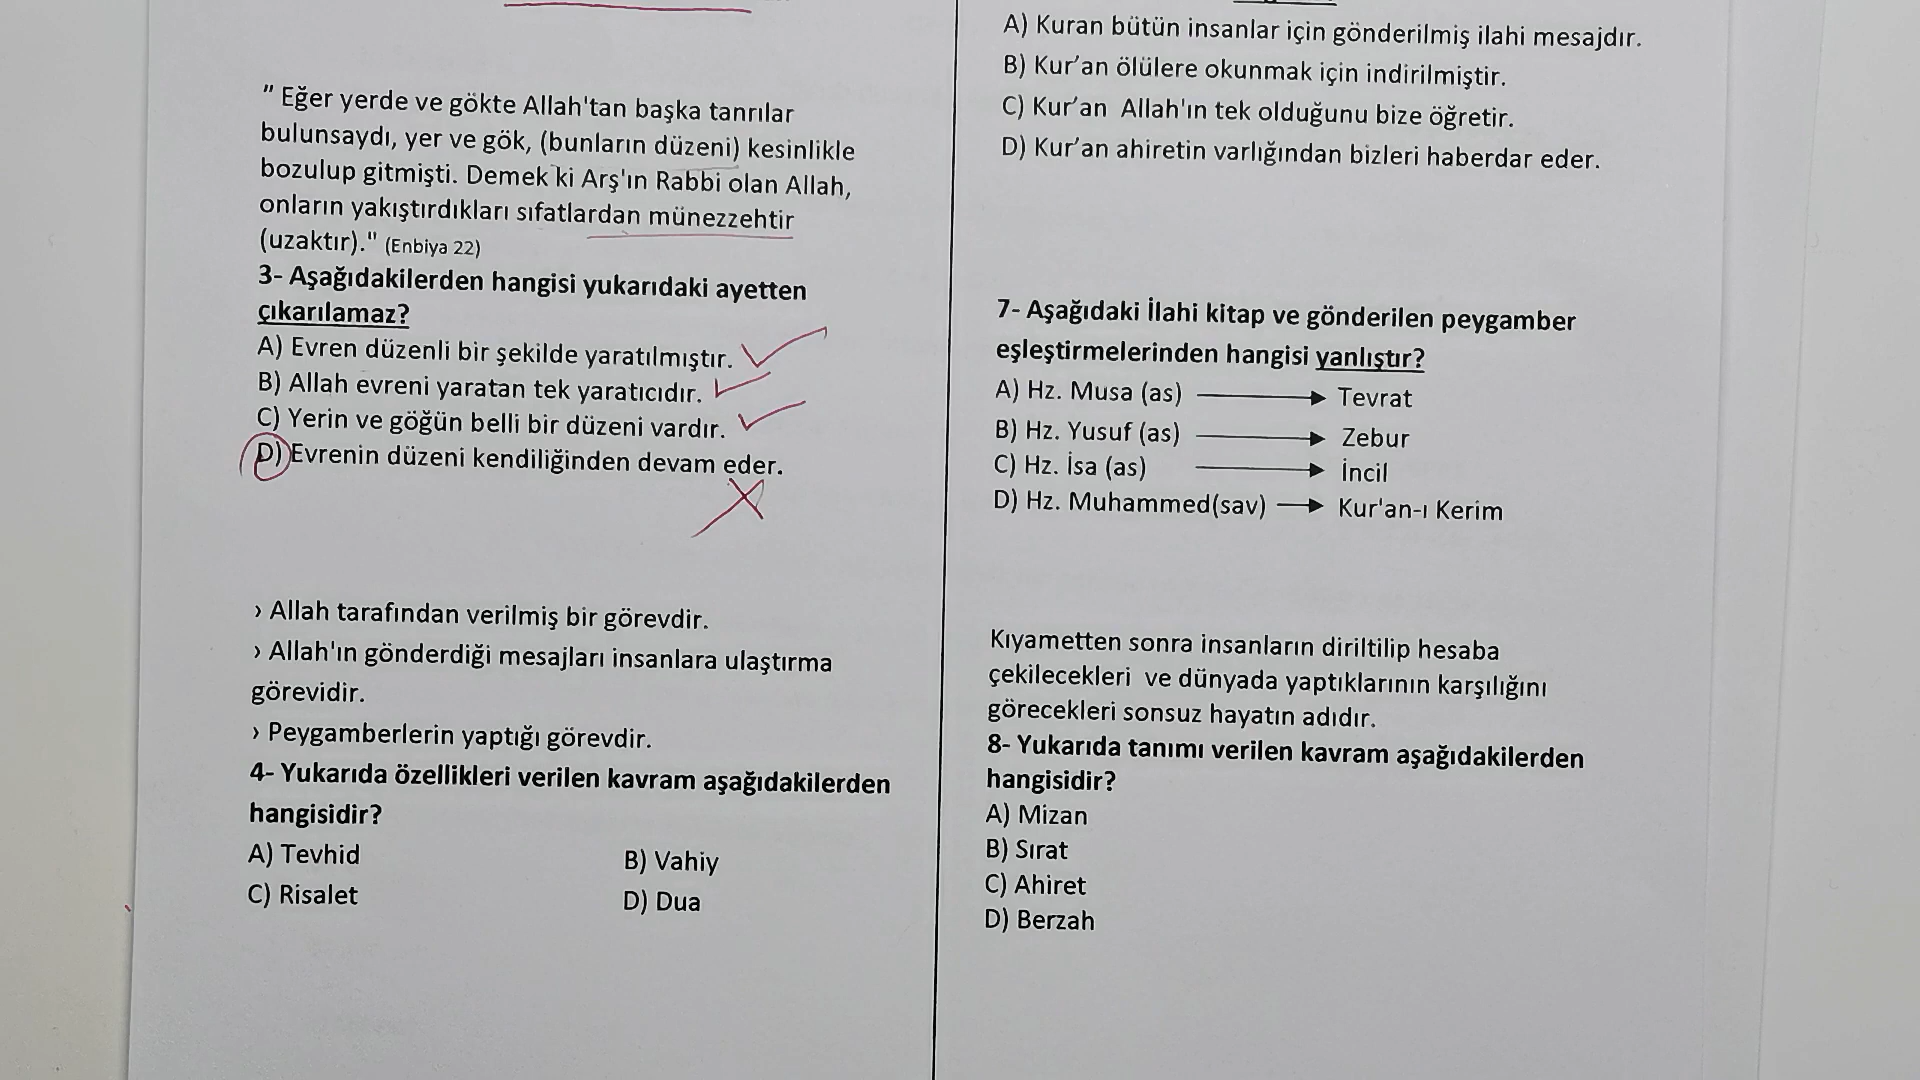 " Eğer yerde ve gökte Allah'tan başka tanrılar
bulunsaydı, yer ve gök, (bunların düzeni) kesinlikle
bozulup gitmişti. Demek ki Arş'ın Rabbi olan Allah,
onların yakıştırdıkları sıfatlardan münezzehtir
(uzaktır)." (Enbiya 22)
3- Aşağıdakilerden hangisi yukarıdaki ayetten
çıkarılamaz?
A) Evren düzenli bir şekilde yaratılmıştır.
B) Allah evreni yaratan tek yaratıcıdır.
C) Yerin ve göğün belli bir düzeni vardır.
D) Evrenin düzeni kendiliğinden devam eder.
› Allah tarafından verilmiş bir görevdir.
› Allah'ın gönderdiği mesajları insanlara ulaştırma
görevidir.
› Peygamberlerin yaptığı görevdir.
4- Yukarıda özellikleri verilen kavram aşağıdakilerden
hangisidir?
A) Tevhid B) Vahiy
C) Risalet D) Dua
A) Kuran bütün insanlar için gönderilmiş ilahi mesajdır.
B) Kur’an ölülere okunmak için indirilmiştir.
C) Kur’an Allah'ın tek olduğunu bize öğretir.
D) Kur’an ahiretin varlığından bizleri haberdar eder.
7- Aşağıdaki İlahi kitap ve gönderilen peygamber
eşleştirmelerinden hangisi yanlıştır?
A) Hz. Musa (as) → Tevrat
B) Hz. Yusuf (as) → Zebur
C) Hz. İsa (as) → İncil
D) Hz. Muhammed(sav) → Kur'an-ı Kerim
Kıyametten sonra insanların diriltilip hesaba
çekilecekleri ve dünyada yaptıklarının karşılığını
görecekleri sonsuz hayatın adıdır.
8- Yukarıda tanımı verilen kavram aşağıdakilerden
hangisidir?
A) Mizan
B) Sırat
C) Ahiret
D) Berzah